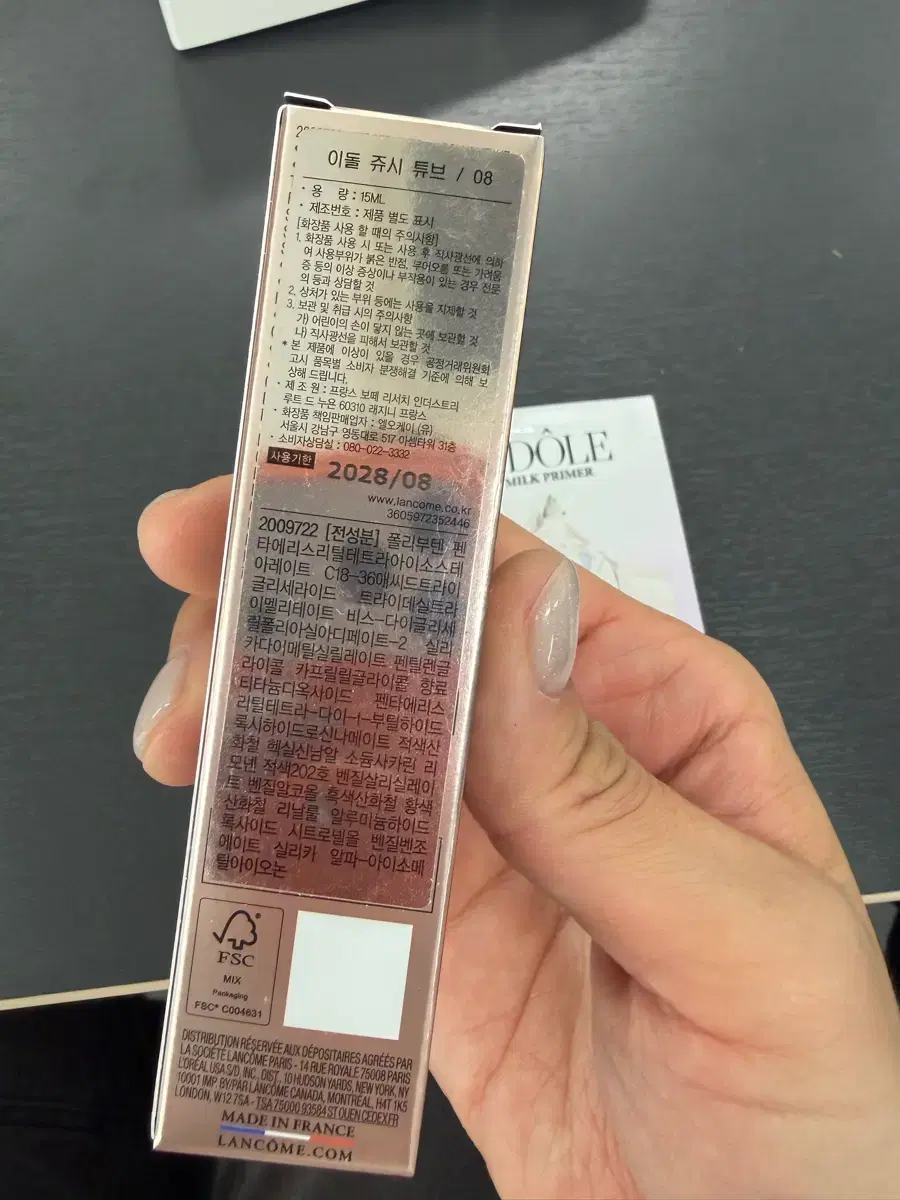 이돌 쥬시 튜브 / 08
· 용 량 : 15ML
· 제조번호 : 제품 별도 표시
[화장품 사용 할 때의 주의사항]
1. 화장품 사용 시 또는 사용 후 직사광선에 의하
여 사용부위가 붉은 반점, 부어오름 또는 가려움
증 등의 이상 증상이나 부작용이 있는 경우 전문
의 등과 상담할 것
2. 상처가 있는 부위 등에는 사용을 자제할 것
3. 보관 및 취급 시의 주의사항
가) 어린이의 손이 닿지 않는 곳에 보관할 것
나) 직사광선을 피해서 보관할 것
* 본 제품에 이상이 있을 경우 공정거래위원회
고시 품목별 소비자 분쟁해결 기준에 의해 보
상해 드립니다.
· 제 조 원 : 프랑스 보떼 리서치 인더스트리
루트 드 누욘 60310 래지니 프랑스
· 화장품 책임판매업자 : 엘오케이 (유)
서울시 강남구 영동대로 517 아셈타워 31층
· 소비자상담실 : 080-022-3332
사용기한 2028/08
www.lancome.co.kr
3605972352446
2009722 [전성분] 폴리부텐 펜
타에리스리틸테트라아이소스테
아레이트 C18-36애씨드트라이
글리세라이드 트라이데실트라
이멜리테이트 비스-다이글리세
릴폴리아실아디페이트-2 실리
카다이메틸실릴레이트 펜틸렌글
라이콜 카프릴릴글라이콜 향료
티타늄디옥사이드 펜타에리스
리틸테트라-다이-t-부틸하이드
록시하이드로신나메이트 적색산
화철 헥실신남알 소듐사카린 리
모넨 적색202호 벤질살리실레이
트 벤질알코올 흑색산화철 황색
산화철 리날룰 알루미늄하이드
록사이드 시트로넬올 벤질벤조
에이트 실리카 알파-아이소메
틸아이오논
FSC®
MIX
Packaging
FSC® C004631
DISTRIBUTION RÉSERVÉE AUX DÉPOSITAIRES AGRÉÉS PAR
LA SOCIÉTÉ LANCÔME PARIS - 14 RUE ROYALE 75008 PARIS
L'ORÉAL USA S/D, INC. DIST., 10 HUDSON YARDS, NEW YORK, NY
10001 IMP BY/PAR LANCÔME CANADA, MONTRÉAL, H4T 1K5
LONDON, W12 7SA - TSA 75000 93584 ST OUEN CEDEX FR
MADE IN FRANCE
LANCÔME.COM
DÔLE
MILK PRIMER